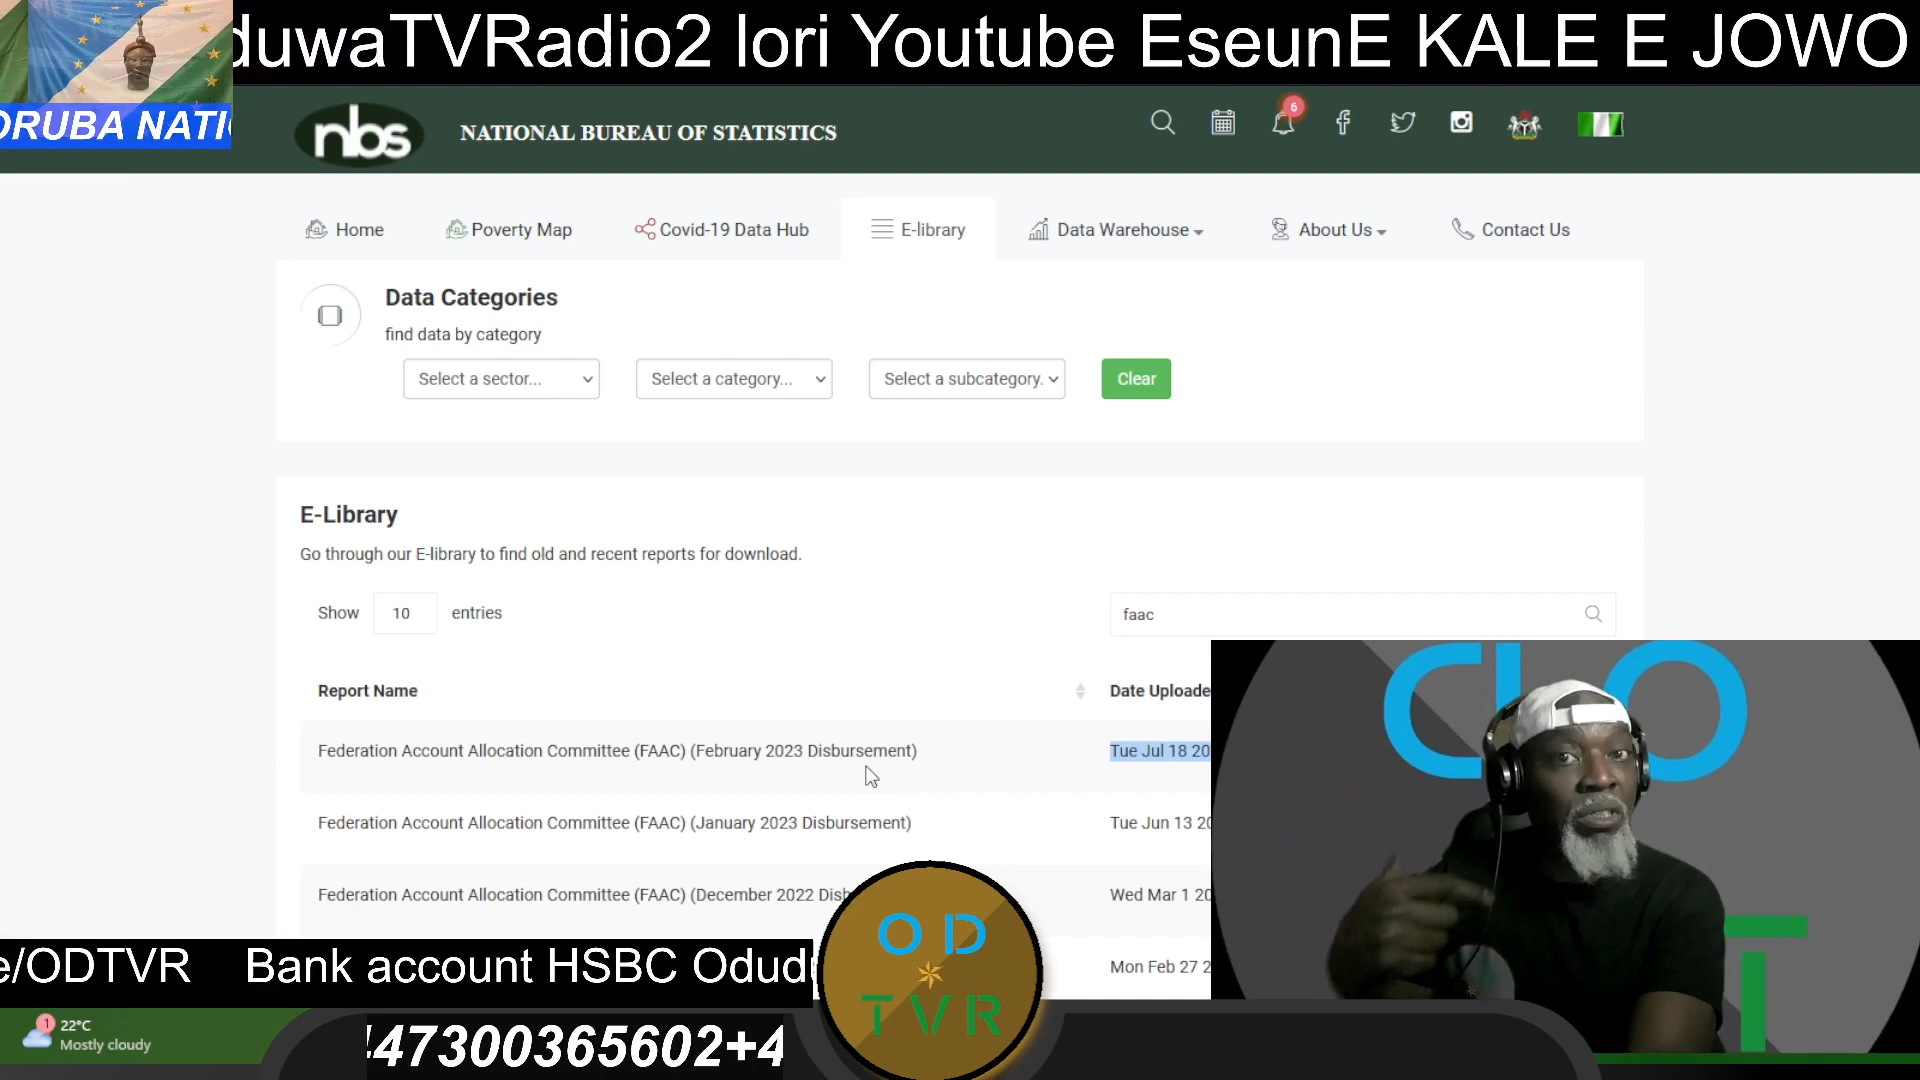 duwaTVRadio2 lori Youtube EseunE KALE E JOWO
ORUBA NATI
nbs
NATIONAL BUREAU OF STATISTICS
6
Home
Poverty Map
Covid-19 Data Hub
E-library
Data Warehouse
About Us
Contact Us
Data Categories
find data by category
Select a sector...
Select a category...
Select a subcategory.
Clear
E-Library
Go through our E-library to find old and recent reports for download.
Show 10 entries
faac
Report Name
Date Uploade
Federation Account Allocation Committee (FAAC) (February 2023 Disbursement)
Tue Jul 18 20
Federation Account Allocation Committee (FAAC) (January 2023 Disbursement)
Tue Jun 13 20
Federation Account Allocation Committee (FAAC) (December 2022 Disb
Wed Mar 1 20
Mon Feb 27 2
e/ODTVR Bank account HSBC Odud
O D
TVR
1
22°C
Mostly cloudy
447300365602+4